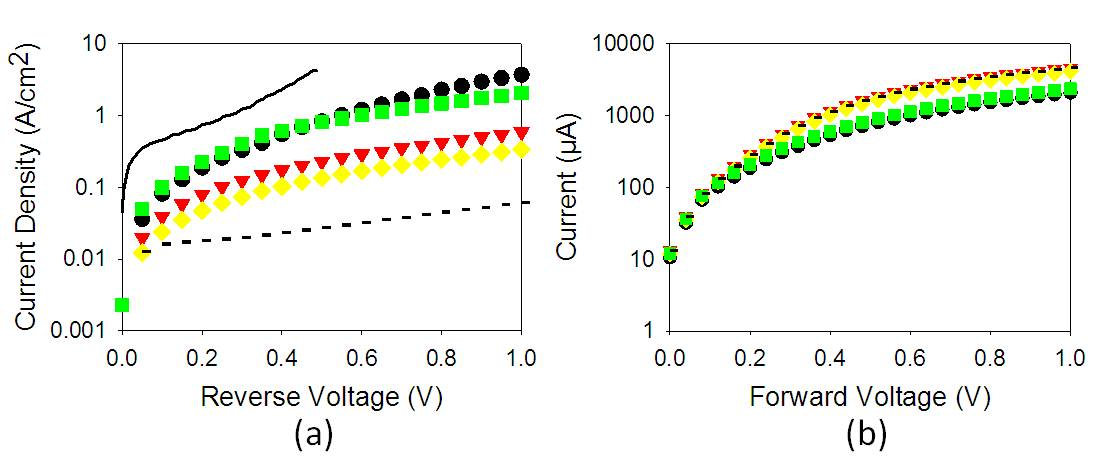 Current Density (A/cm2)
10
1
0.1
0.01
0.001
0.0 0.2 0.4 0.6 0.8 1.0
Reverse Voltage (V)
(a)
Current (µA)
10000
1000
100
10
1
0.0 0.2 0.4 0.6 0.8 1.0
Forward Voltage (V)
(b)